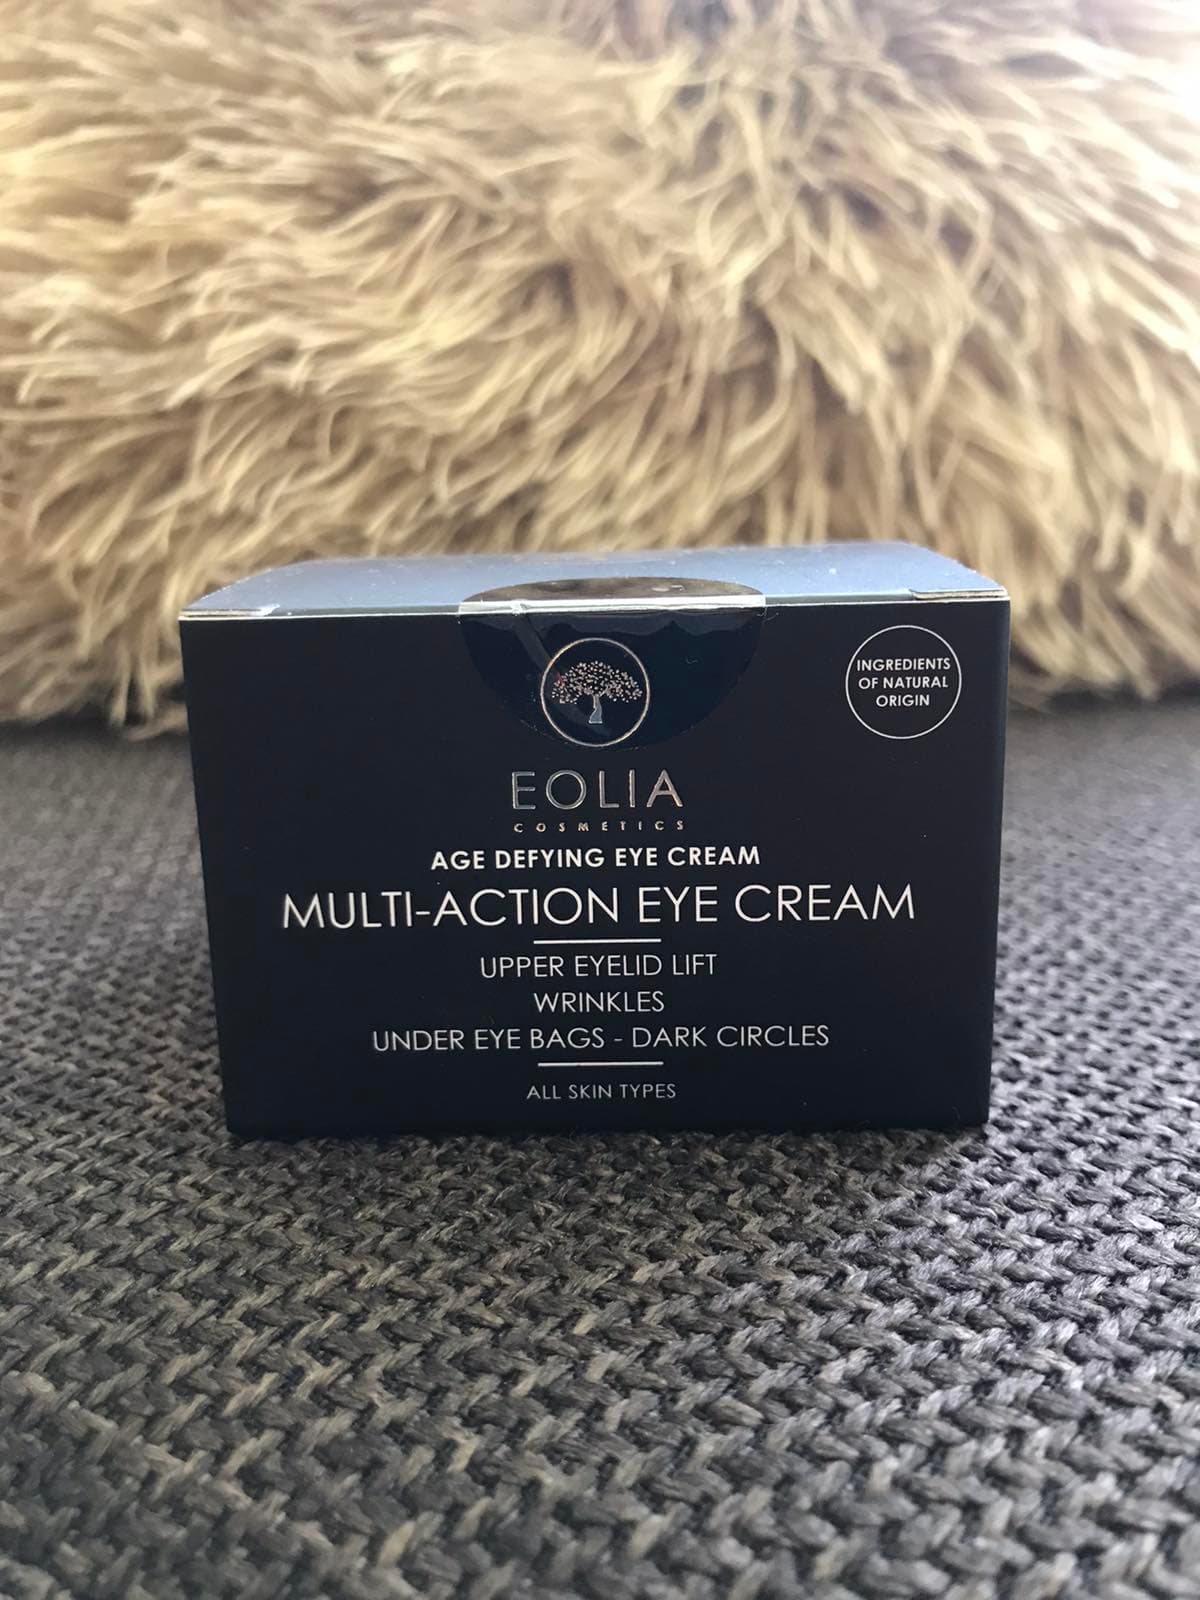 INGREDIENTS
OF NATURAL
ORIGIN
EOLIA
COSMETICS
AGE DEFYING EYE CREAM
MULTI-ACTION EYE CREAM
UPPER EYELID LIFT
WRINKLES
UNDER EYE BAGS - DARK CIRCLES
ALL SKIN TYPES